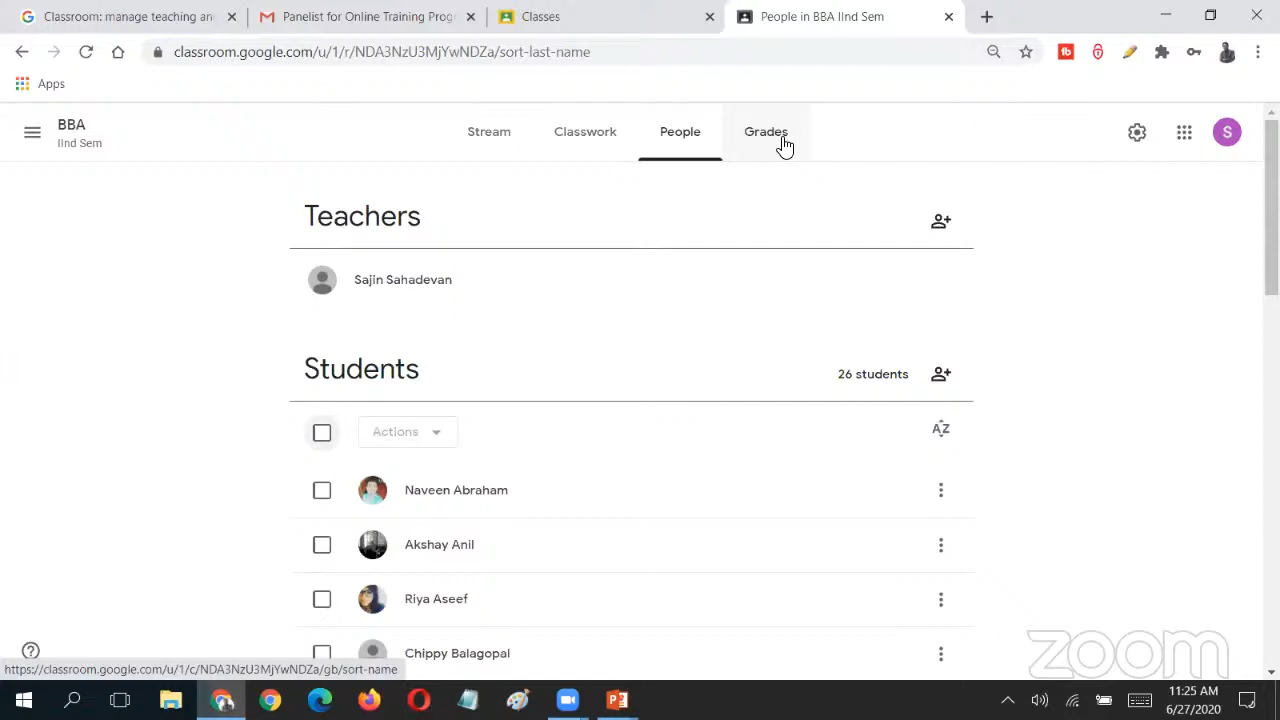 Classroom: manage teaching an
Panelist for Online Training Prog
Classes
People in BBA IInd Sem
classroom.google.com/u/1/r/NDA3NzU3MjYwNDZa/sort-last-name
Apps
BBA
IInd Sem
Stream
Classwork
People
Grades
S
Teachers
Sajin Sahadevan
Students
26 students
Actions
AZ
Naveen Abraham
Akshay Anil
Riya Aseef
Chippy Balagopal
https://classroom.google.com/u/1/c/NDA3NzU3MjYwNDZa/gb/sort-name
zoom
11:25 AM
6/27/2020